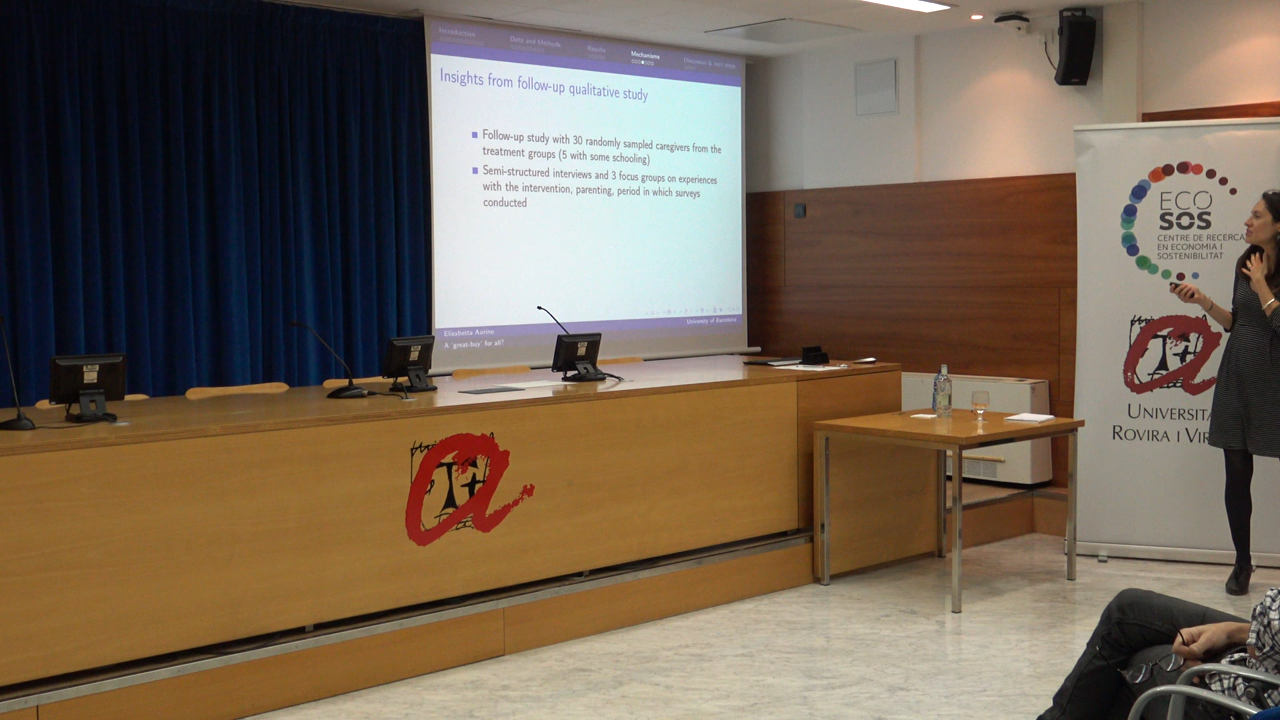 Introduction
Data and Methods
Results
Mechanisms
Discussion & next steps
Insights from follow-up qualitative study
Follow-up study with 30 randomly sampled caregivers from the
treatment groups (5 with some schooling)
Semi-structured interviews and 3 focus groups on experiences
with the intervention, parenting, period in which surveys
conducted
Elisabetta Aurino
University of Barcelona
A 'great-buy' for all?
ECO
SOS
CENTRE DE RECERCA
EN ECONOMIA I
SOSTENIBILITAT
UNIVERSITA
ROVIRA I VIR